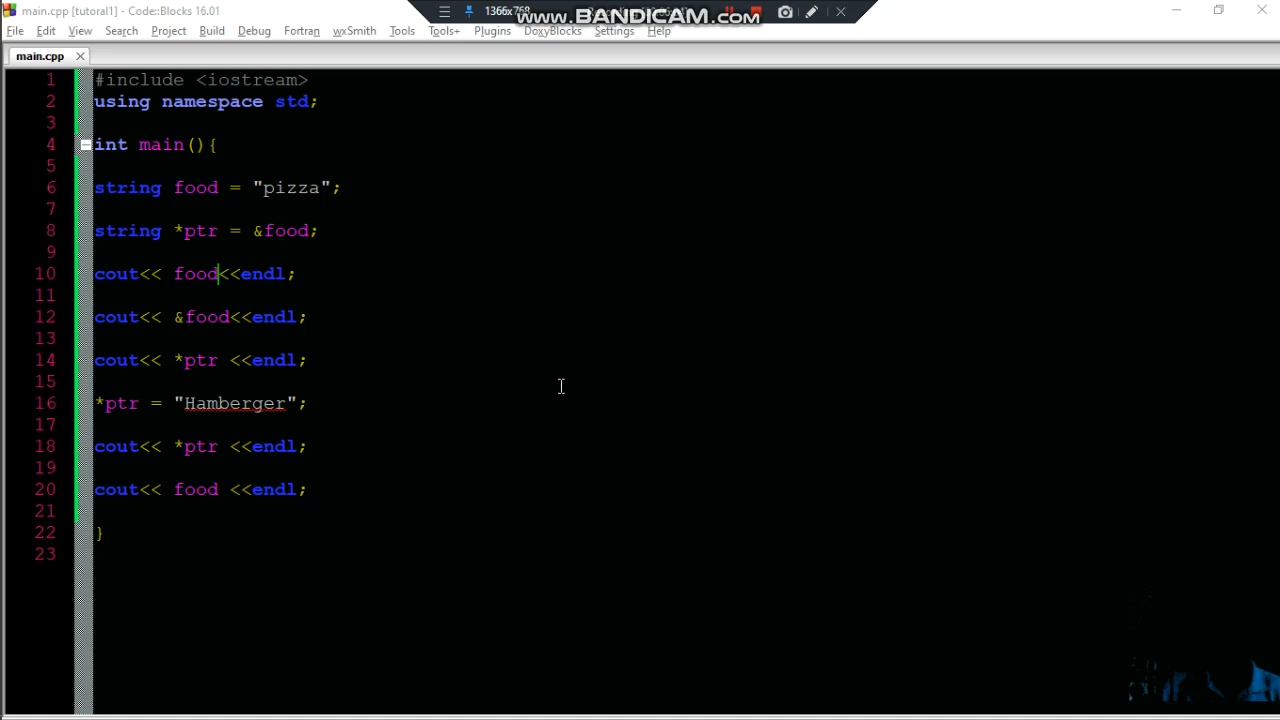 main.cpp [tutoral1] - Code::Blocks 16.01
1366x768
www.BANDICAM.com
File Edit View Search Project Build Debug Fortran wxSmith Tools Tools+ Plugins DoxyBlocks Settings Help
main.cpp
1 #include <iostream>
2 using namespace std;
3
4 int main(){
5
6 string food = "pizza";
7
8 string *ptr = &food;
9
10 cout<< food<<endl;
11
12 cout<< &food<<endl;
13
14 cout<< *ptr <<endl;
15
16 *ptr = "Hamberger";
17
18 cout<< *ptr <<endl;
19
20 cout<< food <<endl;
21
22 }
23